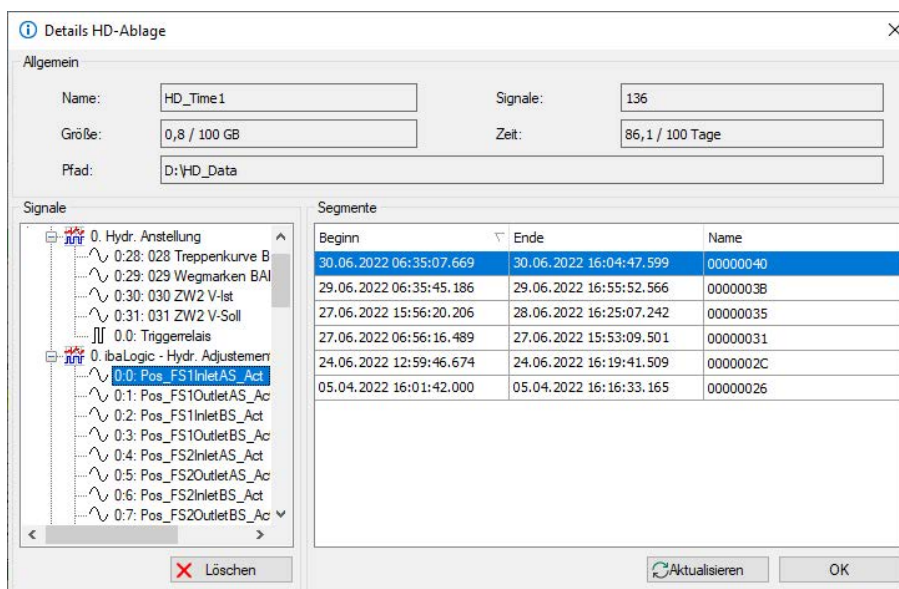 Details HD-Ablage
Allgemein
Name: HD_Time1 Signale: 136
Größe: 0,8 / 100 GB Zeit: 86,1 / 100 Tage
Pfad: D:\HD_Data
Signale
0. Hydr. Anstellung
0:28: 028 Treppenkurve B
0:29: 029 Wegmarken BAI
0:30: 030 ZW2 V-Ist
0:31: 031 ZW2 V-Soll
0.0: Triggerrelais
0. ibaLogic - Hydr. Adjustemen
0:0: Pos_FS1InletAS_Act
0:1: Pos_FS1OutletAS_Ac
0:2: Pos_FS1InletBS_Act
0:3: Pos_FS1OutletBS_Ac
0:4: Pos_FS2InletAS_Act
0:5: Pos_FS2OutletAS_Ac
0:6: Pos_FS2InletBS_Act
0:7: Pos_FS2OutletBS_Ac
Löschen
Segmente
Beginn Ende Name
30.06.2022 06:35:07.669 30.06.2022 16:04:47.599 00000040
29.06.2022 06:35:45.186 29.06.2022 16:55:52.566 0000003B
27.06.2022 15:56:20.206 28.06.2022 16:25:07.242 00000035
27.06.2022 06:56:16.489 27.06.2022 15:53:09.501 00000031
24.06.2022 12:59:46.674 24.06.2022 16:19:41.509 0000002C
05.04.2022 16:01:42.000 05.04.2022 16:16:33.165 00000026
Aktualisieren OK